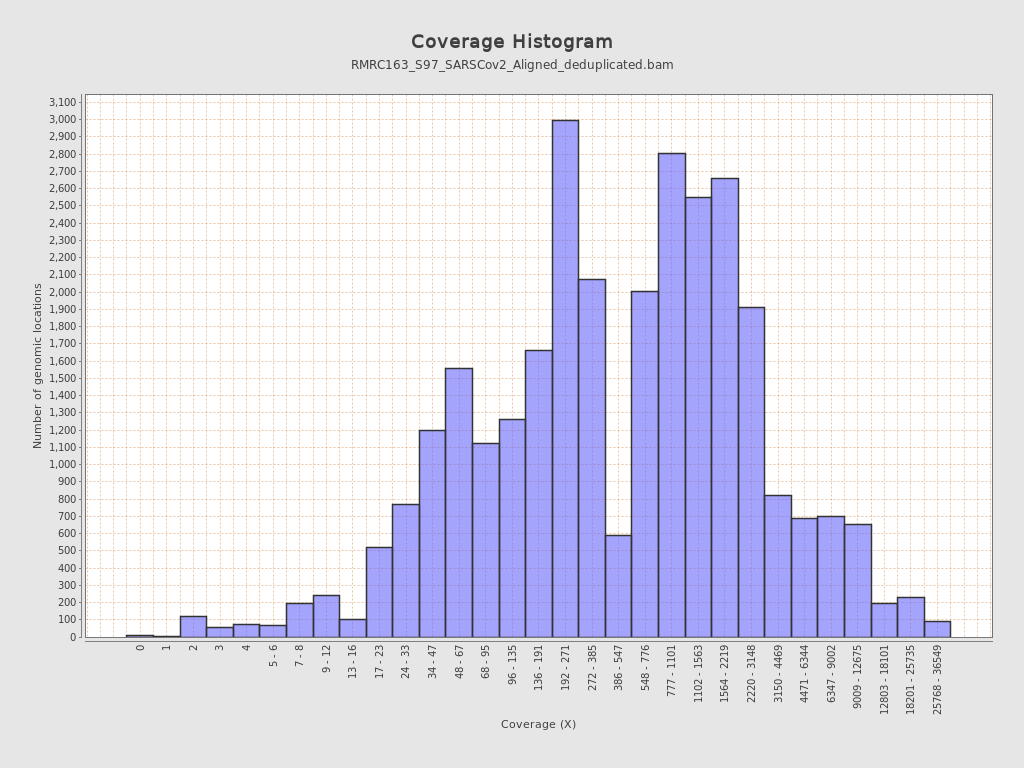 Coverage Histogram
RMRC163_S97_SARSCov2_Aligned_deduplicated.bam
3,100
3,000
2,900
2,800
2,700
2,600
2,500
2,400
2,300
2,200
2,100
2,000
1,900
1,800
1,700
1,600
1,500
1,400
1,300
1,200
1,100
1,000
900
800
700
600
500
400
300
200
100
0
Number of genomic locations
0
1
2
3
4
5 - 6
7 - 8
9 - 12
13 - 16
17 - 23
24 - 33
34 - 47
48 - 67
68 - 95
96 - 135
136 - 191
192 - 271
272 - 385
386 - 547
548 - 776
777 - 1101
1102 - 1563
1564 - 2219
2220 - 3148
3150 - 4469
4471 - 6344
6347 - 9002
9009 - 12675
12803 - 18101
18201 - 25735
25768 - 36549
Coverage (X)